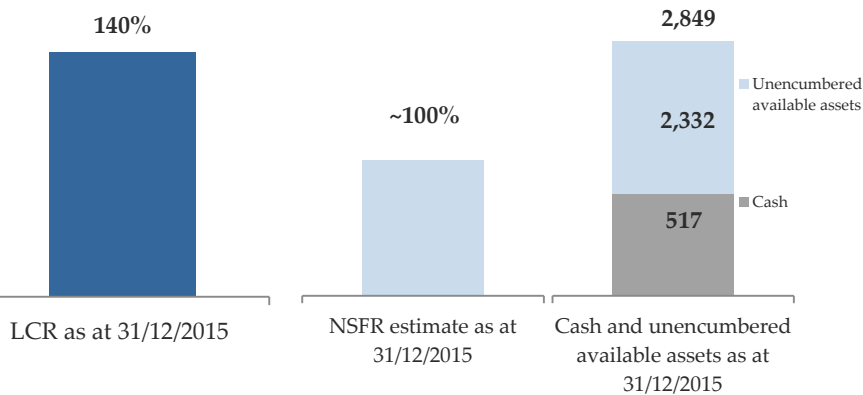 140%
LCR as at 31/12/2015
~100%
NSFR estimate as at
31/12/2015
2,849
2,332
517
Unencumbered
available assets
Cash
Cash and unencumbered
available assets as at
31/12/2015